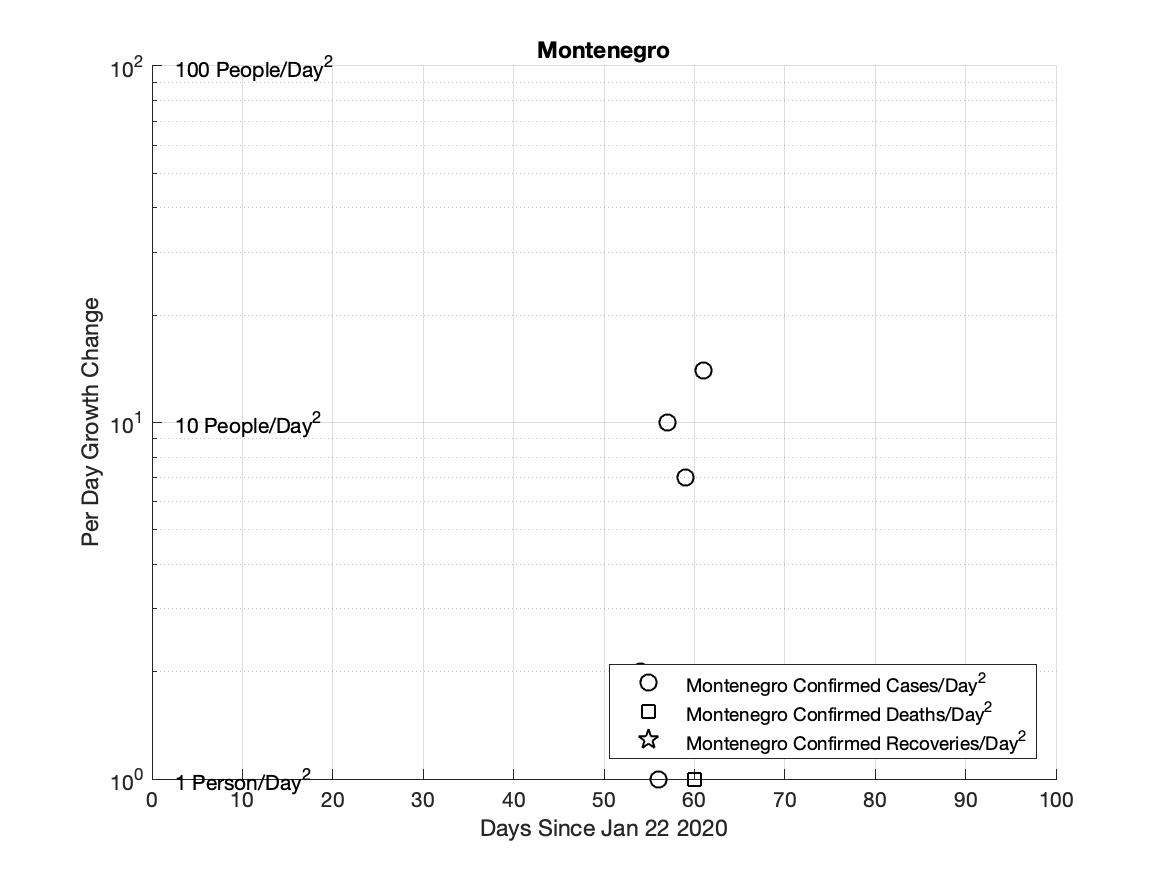 Montenegro
10^2
100 People/Day^2
10^1
10 People/Day^2
10^0
1 Person/Day^2
Per Day Growth Change
Montenegro Confirmed Cases/Day^2
Montenegro Confirmed Deaths/Day^2
Montenegro Confirmed Recoveries/Day^2
0 10 20 30 40 50 60 70 80 90 100
Days Since Jan 22 2020